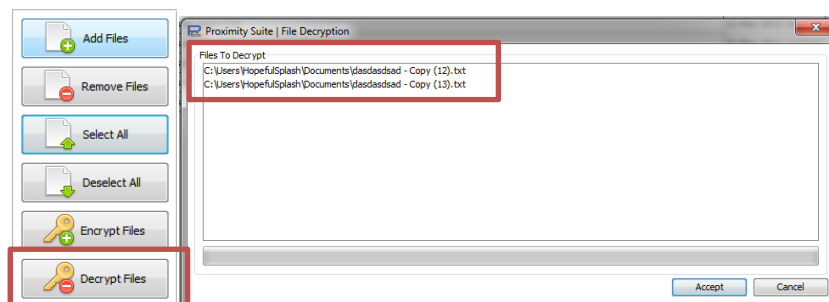 Add Files
Remove Files
Select All
Deselect All
Encrypt Files
Decrypt Files
Proximity Suite | File Decryption
Files To Decrypt
C:\Users\HopefulSplash\Documents\dasdasdsad - Copy (12).txt
C:\Users\HopefulSplash\Documents\dasdasdsad - Copy (13).txt
Accept Cancel